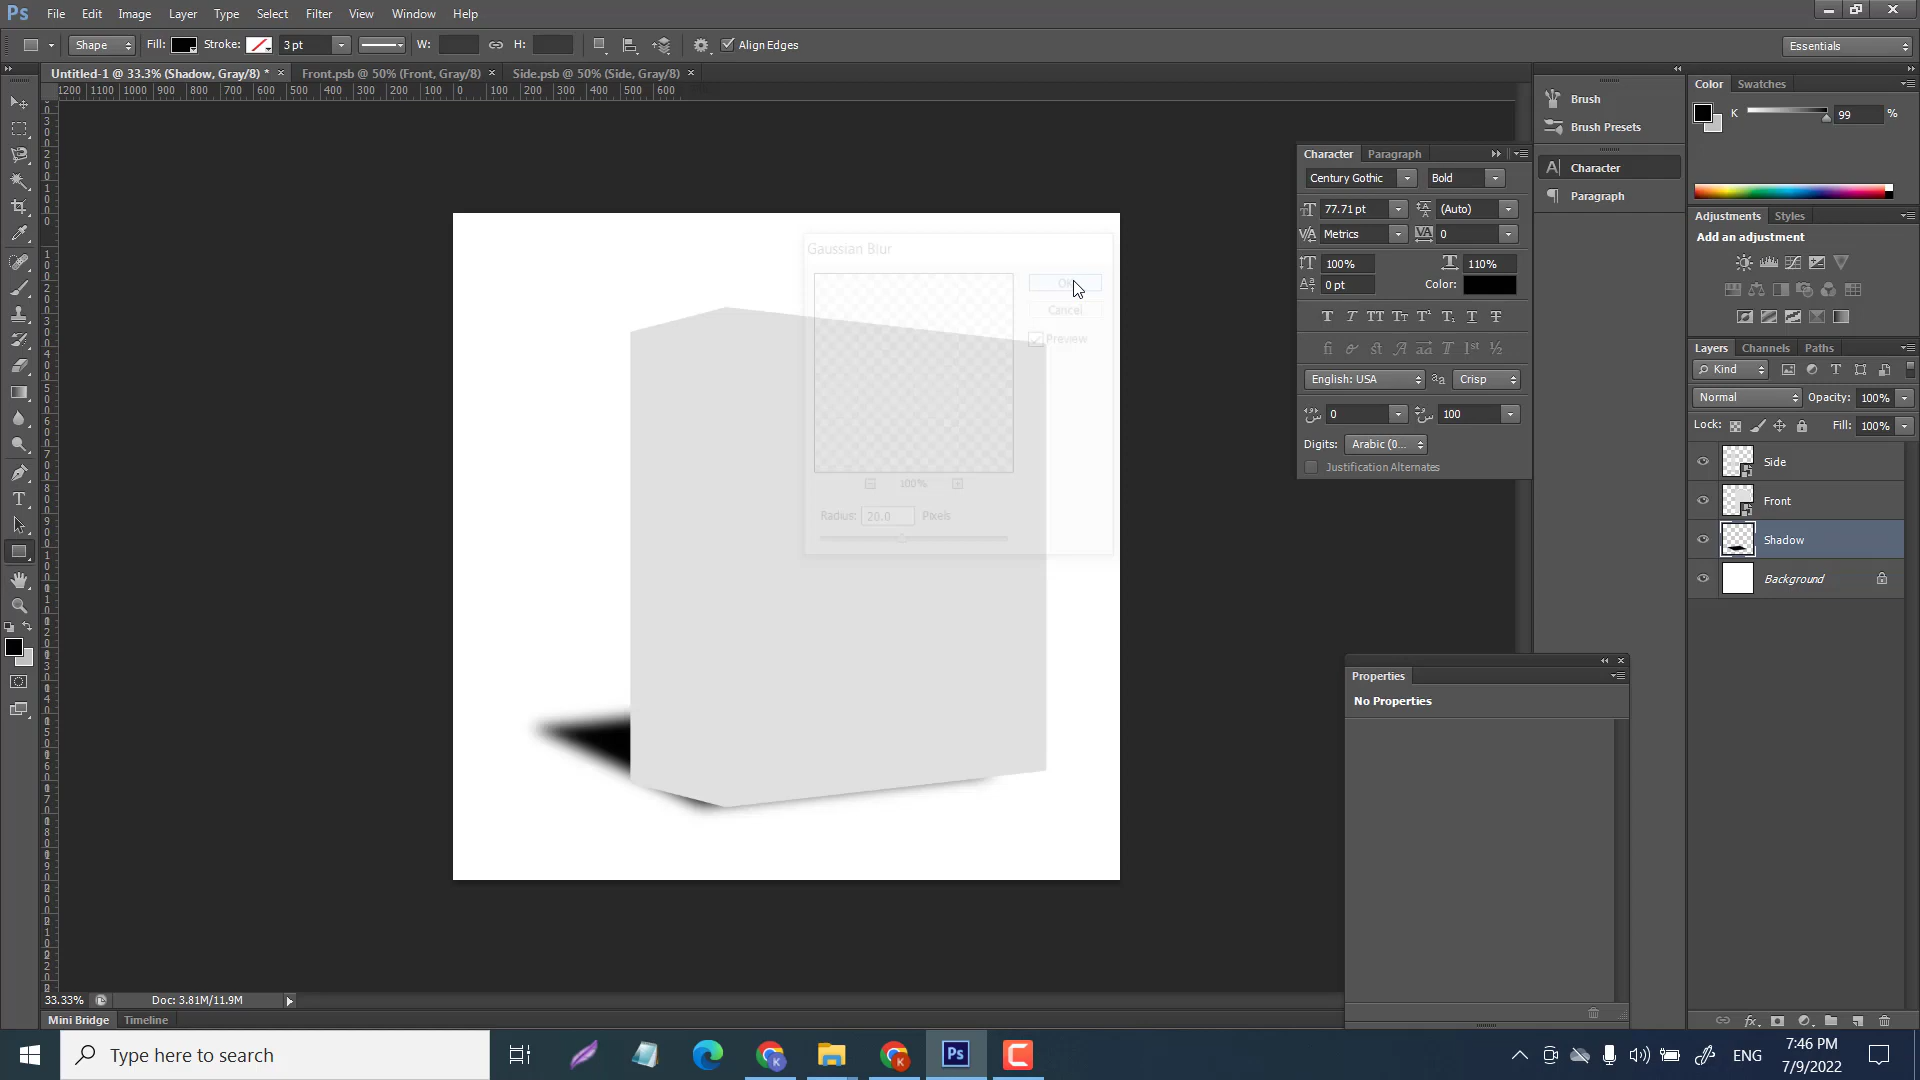 Ps File Edit Image Layer Type Select Filter View Window Help
Shape Fill: Stroke: 3 pt W: H: Align Edges Essentials
Untitled-1 @ 33.3% (Shadow, Gray/8) * × Front.psb @ 50% (Front, Gray/8) × Side.psb @ 50% (Side, Gray/8) ×
1200 1100 1000 900 800 700 600 500 400 300 200 100 0 100 200 300 400 500 600
Gaussian Blur
OK
Cancel
Preview
100%
Radius: 20.0 Pixels
Character Paragraph
Century Gothic Bold
77.71 pt (Auto)
Metrics 0
100% 110%
0 pt Color:
English: USA Crisp
0 100
Digits: Arabic (0...
Justification Alternates
Brush
Brush Presets
Character
Paragraph
Color Swatches
K 99 %
Adjustments Styles
Add an adjustment
Layers Channels Paths
Kind
Normal Opacity: 100%
Lock: Fill: 100%
Side
Front
Shadow
Background
Properties
No Properties
33.33% Doc: 3.81M/11.9M
Mini Bridge Timeline
Type here to search
Ps
ENG
7:46 PM
7/9/2022